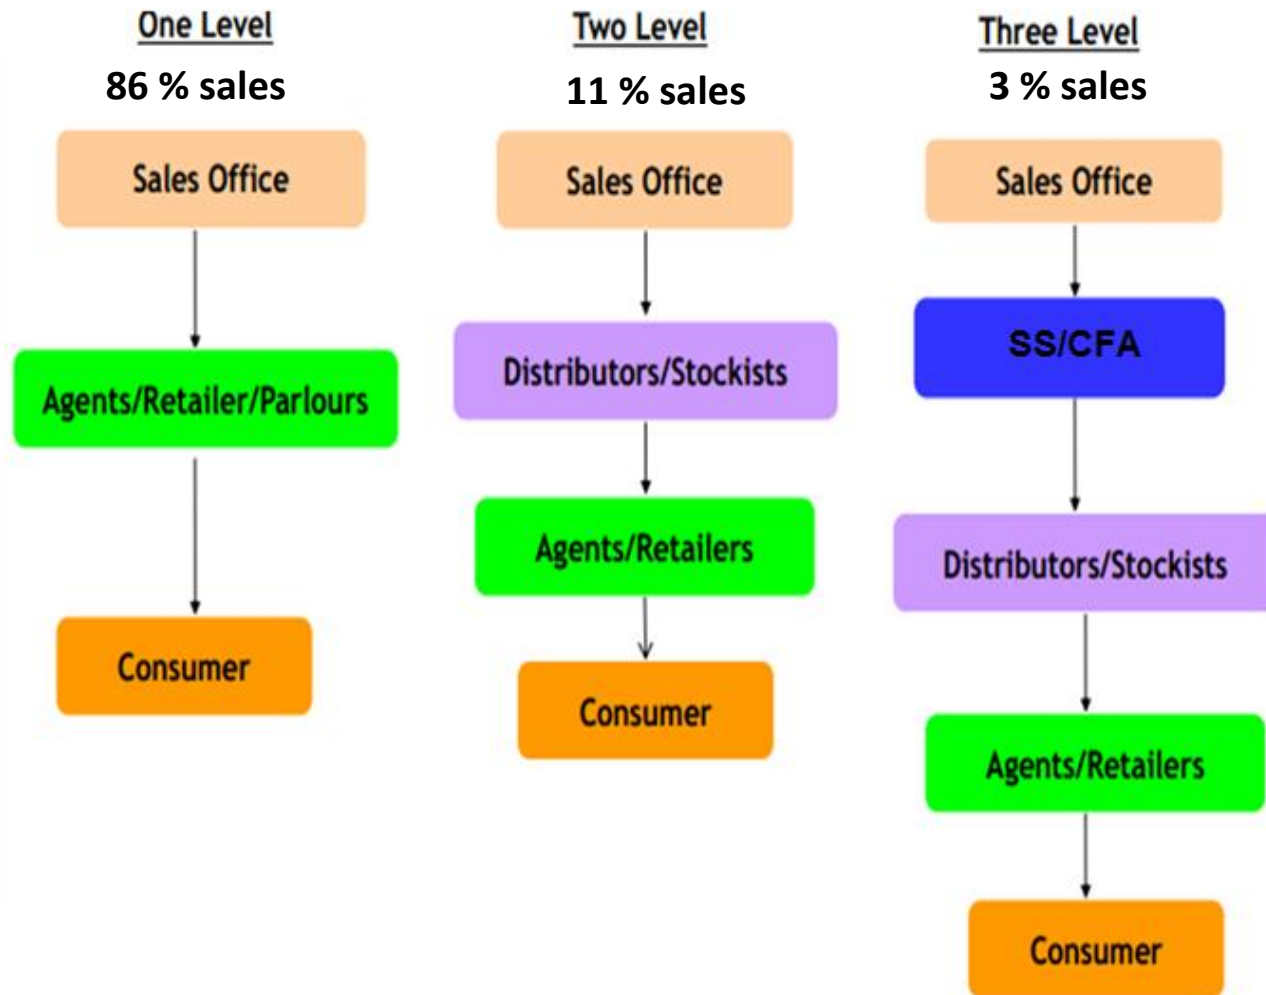 One Level
86 % sales
Sales Office
Agents/Retailer/Parlours
Consumer
Two Level
11 % sales
Sales Office
Distributors/Stockists
Agents/Retailers
Consumer
Three Level
3 % sales
Sales Office
SS/CFA
Distributors/Stockists
Agents/Retailers
Consumer